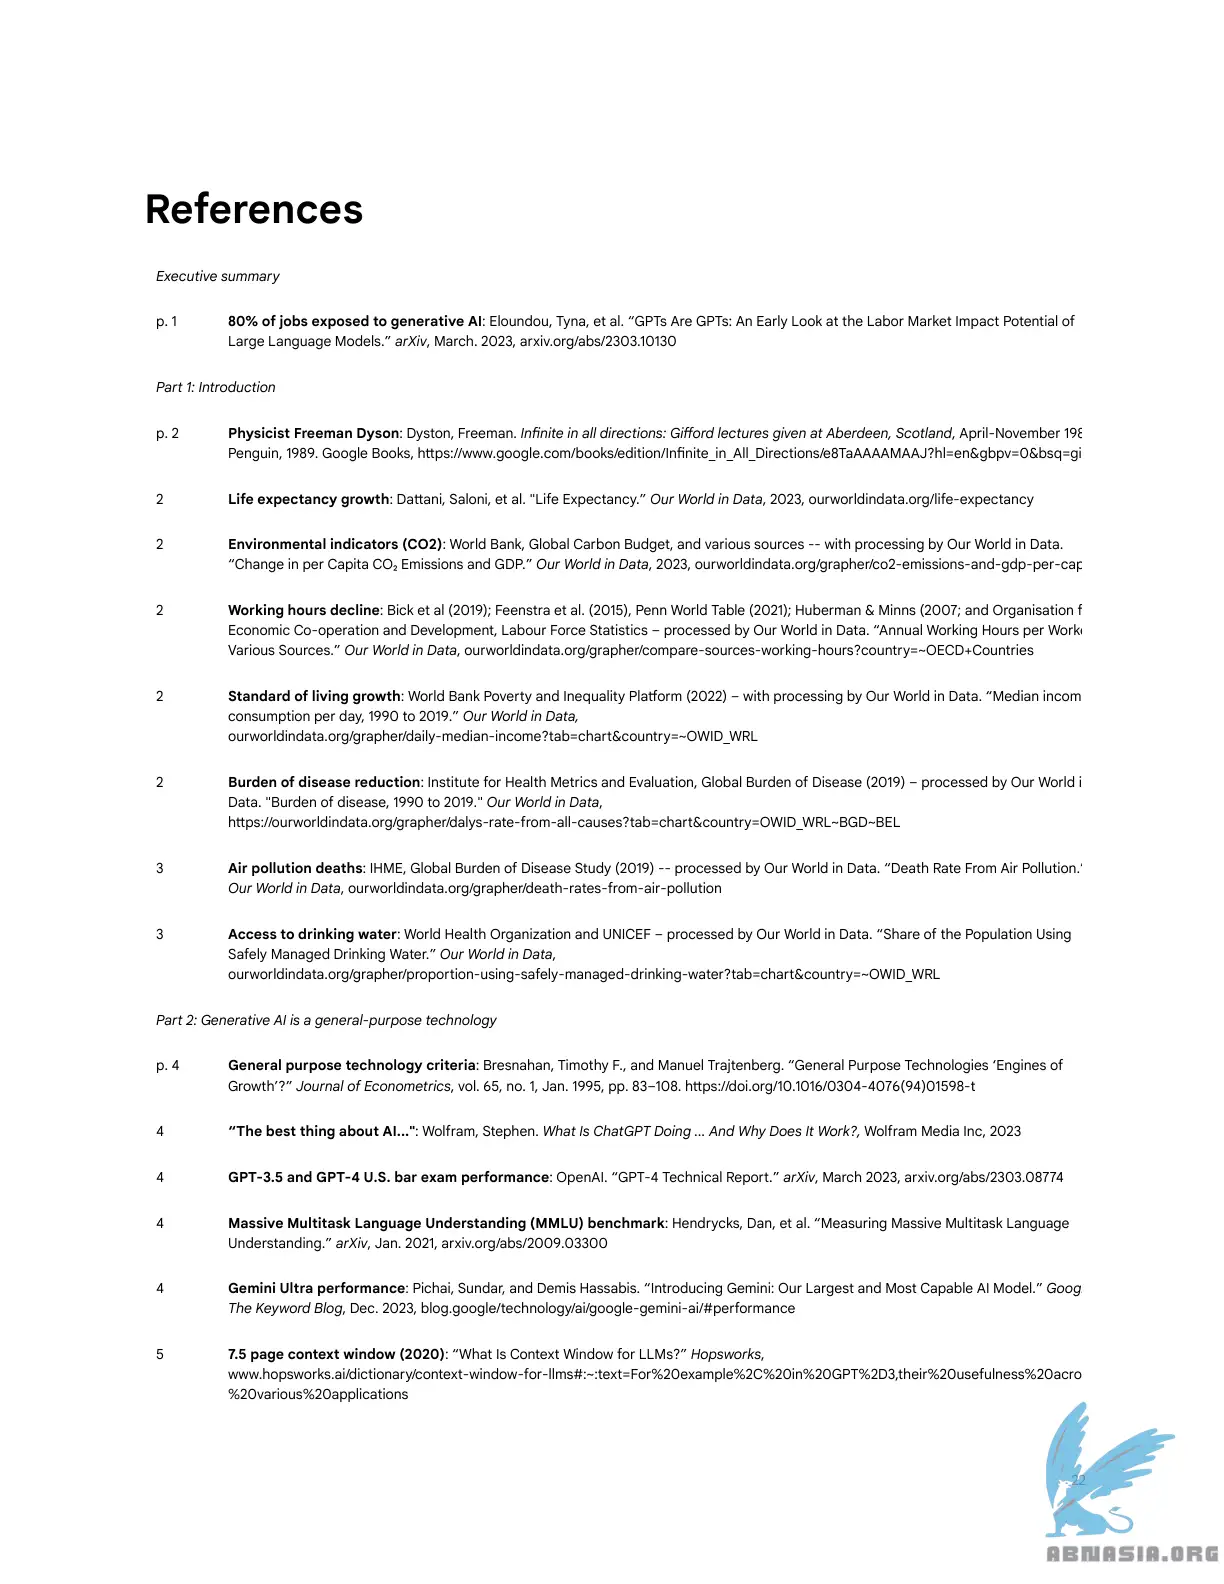 References
Executive summary
p. 1 80% of jobs exposed to generative AI: Eloundou, Tyna, et al. “GPTs Are GPTs: An Early Look at the Labor Market Impact Potential of
Large Language Models.” arXiv, March. 2023, arxiv.org/abs/2303.10130
Part 1: Introduction
p. 2 Physicist Freeman Dyson: Dyston, Freeman. Infinite in all directions: Gifford lectures given at Aberdeen, Scotland, April-November 198
Penguin, 1989. Google Books, https://www.google.com/books/edition/Infinite_in_All_Directions/e8TaAAAAMAAJ?hl=en&gbpv=0&bsq=gi
2 Life expectancy growth: Dattani, Saloni, et al. "Life Expectancy.” Our World in Data, 2023, ourworldindata.org/life-expectancy
2 Environmental indicators (CO2): World Bank, Global Carbon Budget, and various sources -- with processing by Our World in Data.
“Change in per Capita CO₂ Emissions and GDP.” Our World in Data, 2023, ourworldindata.org/grapher/co2-emissions-and-gdp-per-cap
2 Working hours decline: Bick et al (2019); Feenstra et al. (2015), Penn World Table (2021); Huberman & Minns (2007; and Organisation f
Economic Co-operation and Development, Labour Force Statistics – processed by Our World in Data. “Annual Working Hours per Worke
Various Sources.” Our World in Data, ourworldindata.org/grapher/compare-sources-working-hours?country=~OECD+Countries
2 Standard of living growth: World Bank Poverty and Inequality Platform (2022) – with processing by Our World in Data. “Median incom
consumption per day, 1990 to 2019.” Our World in Data,
ourworldindata.org/grapher/daily-median-income?tab=chart&country=~OWID_WRL
2 Burden of disease reduction: Institute for Health Metrics and Evaluation, Global Burden of Disease (2019) – processed by Our World i
Data. "Burden of disease, 1990 to 2019." Our World in Data,
https://ourworldindata.org/grapher/dalys-rate-from-all-causes?tab=chart&country=OWID_WRL~BGD~BEL
3 Air pollution deaths: IHME, Global Burden of Disease Study (2019) -- processed by Our World in Data. “Death Rate From Air Pollution.”
Our World in Data, ourworldindata.org/grapher/death-rates-from-air-pollution
3 Access to drinking water: World Health Organization and UNICEF – processed by Our World in Data. “Share of the Population Using
Safely Managed Drinking Water.” Our World in Data,
ourworldindata.org/grapher/proportion-using-safely-managed-drinking-water?tab=chart&country=~OWID_WRL
Part 2: Generative AI is a general-purpose technology
p. 4 General purpose technology criteria: Bresnahan, Timothy F., and Manuel Trajtenberg. “General Purpose Technologies ‘Engines of
Growth’?” Journal of Econometrics, vol. 65, no. 1, Jan. 1995, pp. 83–108. https://doi.org/10.1016/0304-4076(94)01598-t
4 “The best thing about AI...": Wolfram, Stephen. What Is ChatGPT Doing ... And Why Does It Work?, Wolfram Media Inc, 2023
4 GPT-3.5 and GPT-4 U.S. bar exam performance: OpenAI. “GPT-4 Technical Report.” arXiv, March 2023, arxiv.org/abs/2303.08774
4 Massive Multitask Language Understanding (MMLU) benchmark: Hendrycks, Dan, et al. “Measuring Massive Multitask Language
Understanding.” arXiv, Jan. 2021, arxiv.org/abs/2009.03300
4 Gemini Ultra performance: Pichai, Sundar, and Demis Hassabis. “Introducing Gemini: Our Largest and Most Capable AI Model.” Goog
The Keyword Blog, Dec. 2023, blog.google/technology/ai/google-gemini-ai/#performance
5 7.5 page context window (2020): “What Is Context Window for LLMs?” Hopsworks,
www.hopsworks.ai/dictionary/context-window-for-llms#:~:text=For%20example%2C%20in%20GPT%2D3,their%20usefulness%20acro
%20various%20applications
22
ABNASIA.ORG